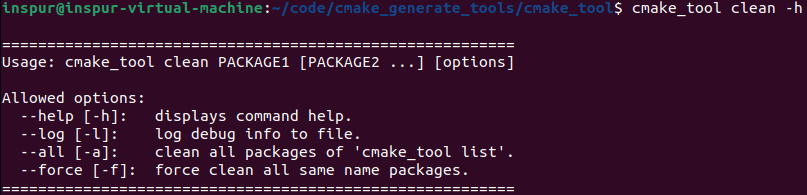 inspur@inspur-virtual-machine:~/code/cmake_generate_tools/cmake_tool$ cmake_tool clean -h
=========================================================
Usage: cmake_tool clean PACKAGE1 [PACKAGE2 ...] [options]
Allowed options:
--help [-h]: displays command help.
--log [-l]: log debug info to file.
--all [-a]: clean all packages of 'cmake_tool list'.
--force [-f]: force clean all same name packages.
=========================================================